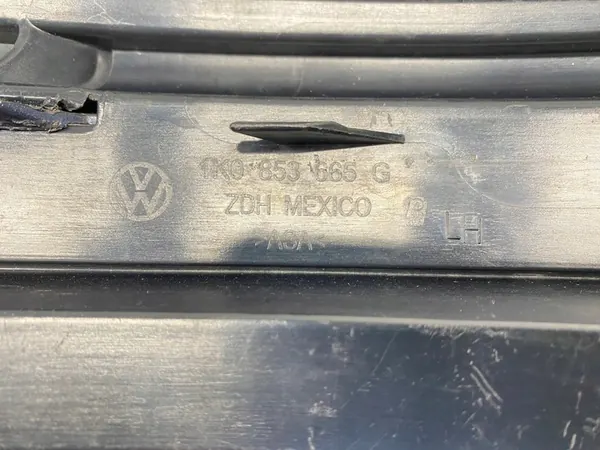 1K0 853 665 G
ZDH MEXICO
LH
>ASA<